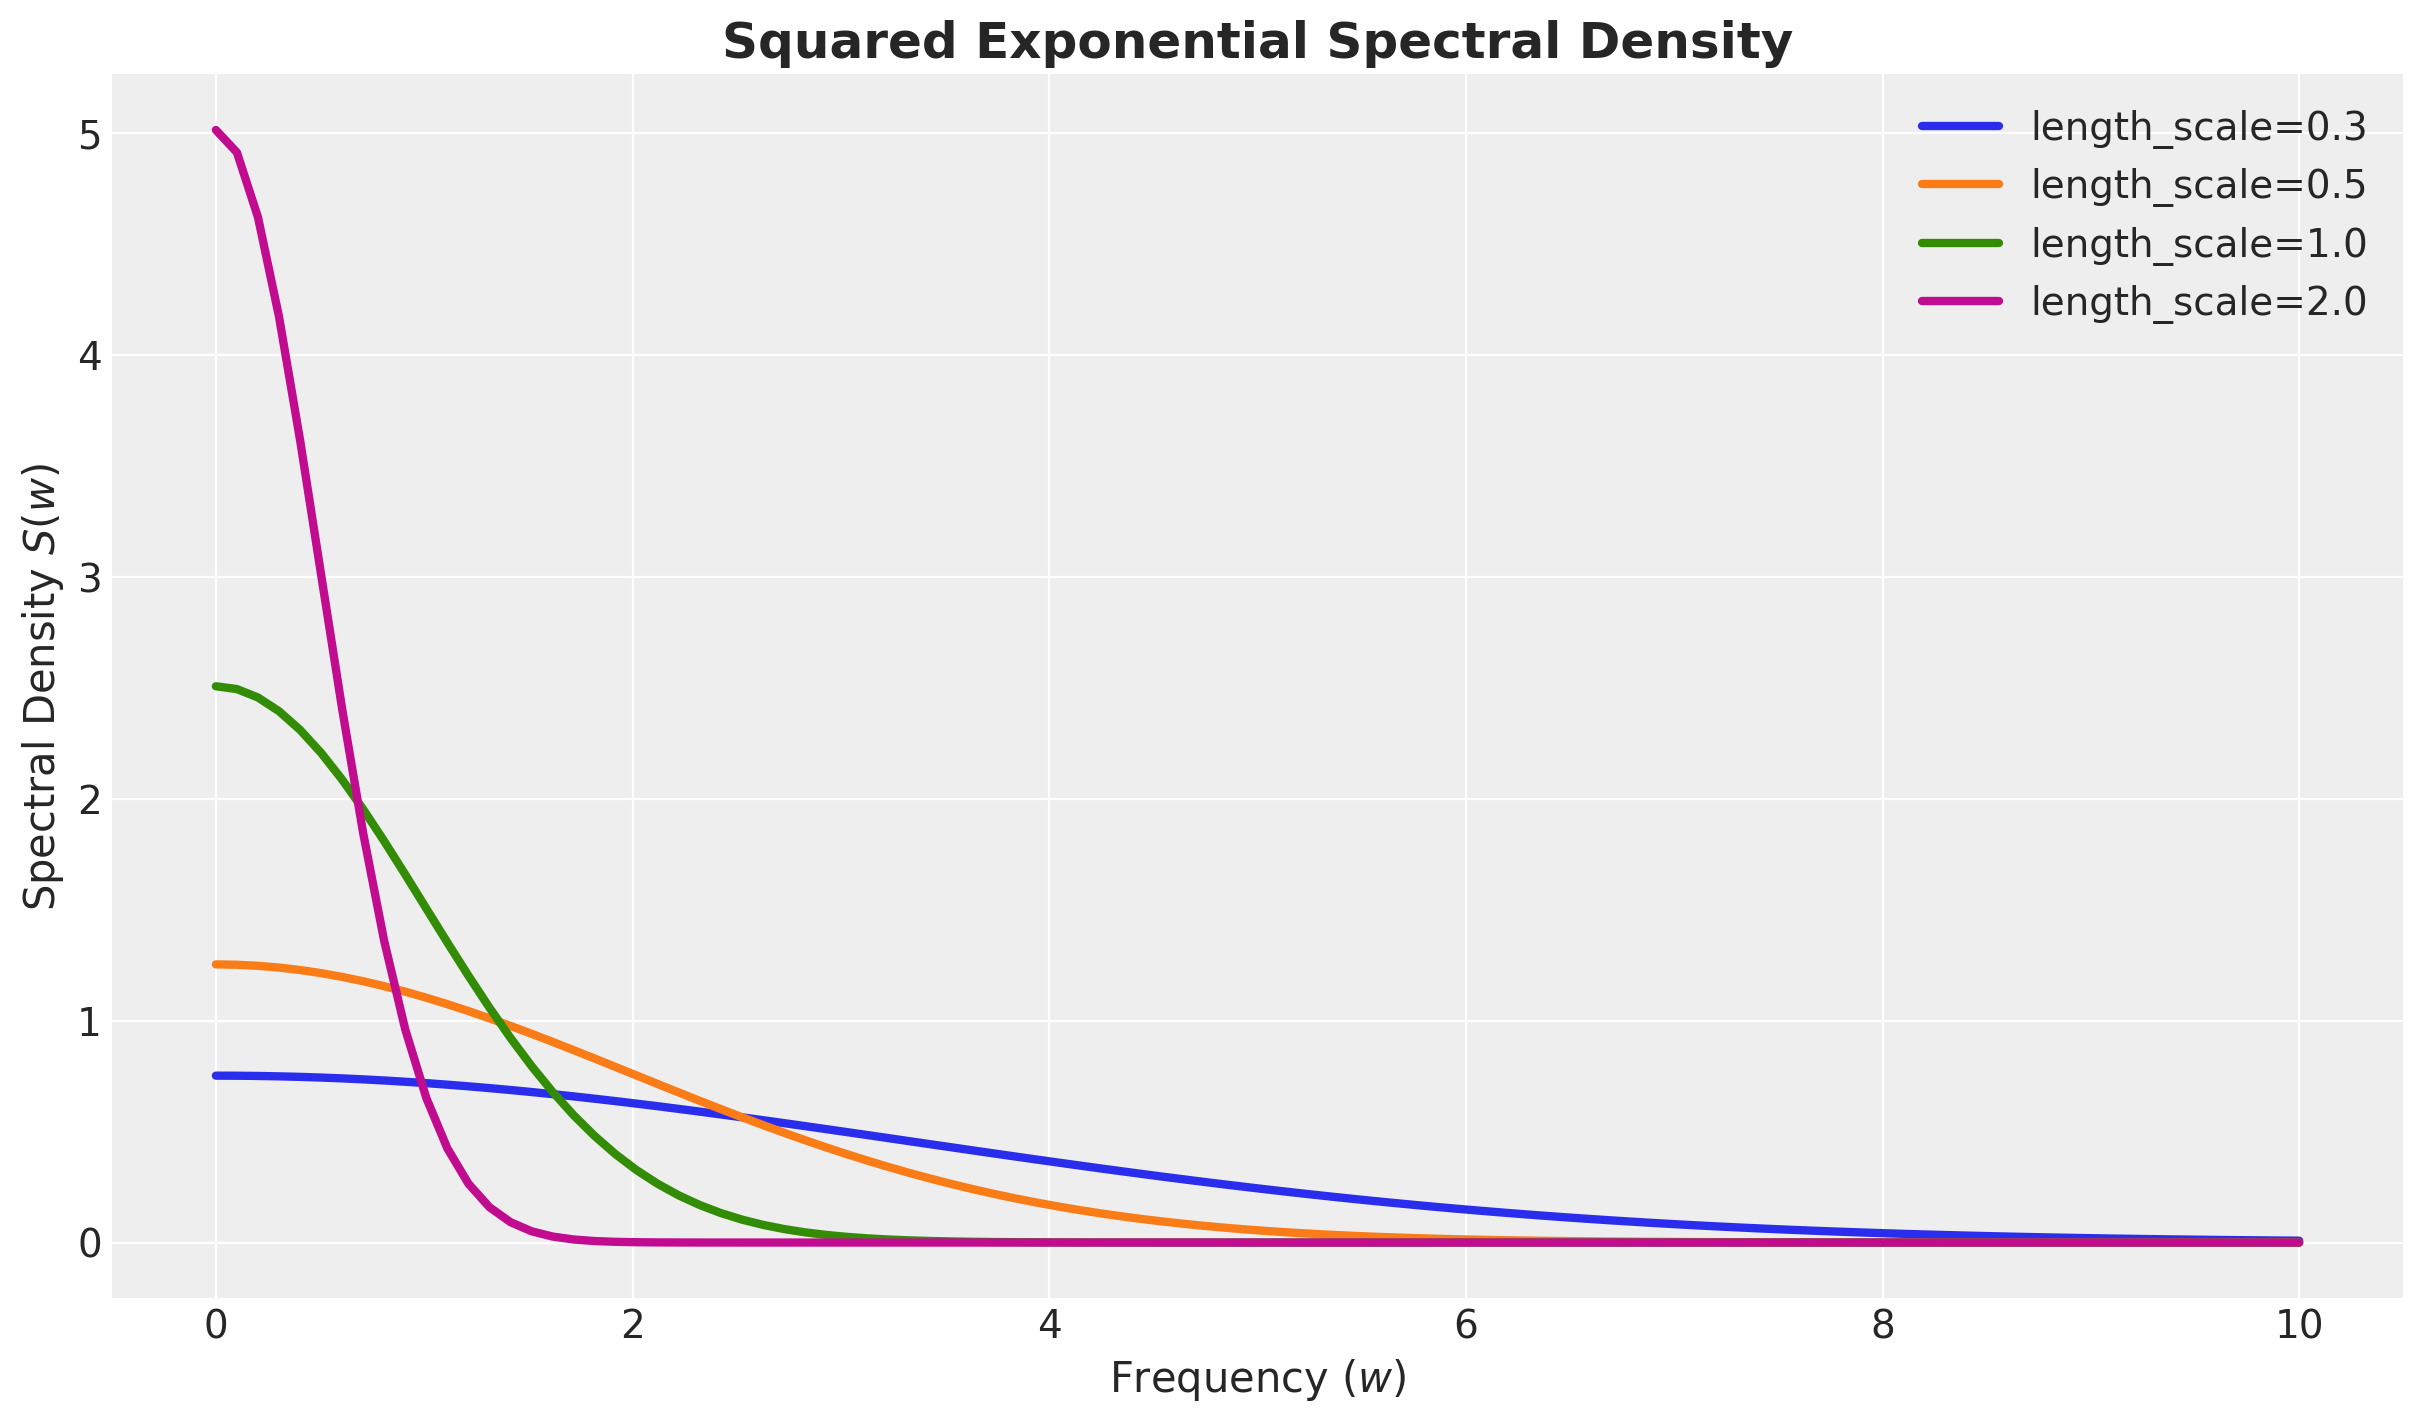 Squared Exponential Spectral Density
length_scale=0.3
length_scale=0.5
length_scale=1.0
length_scale=2.0
Spectral Density S(w)
5
4
3
2
1
0
0 2 4 6 8 10
Frequency (w)